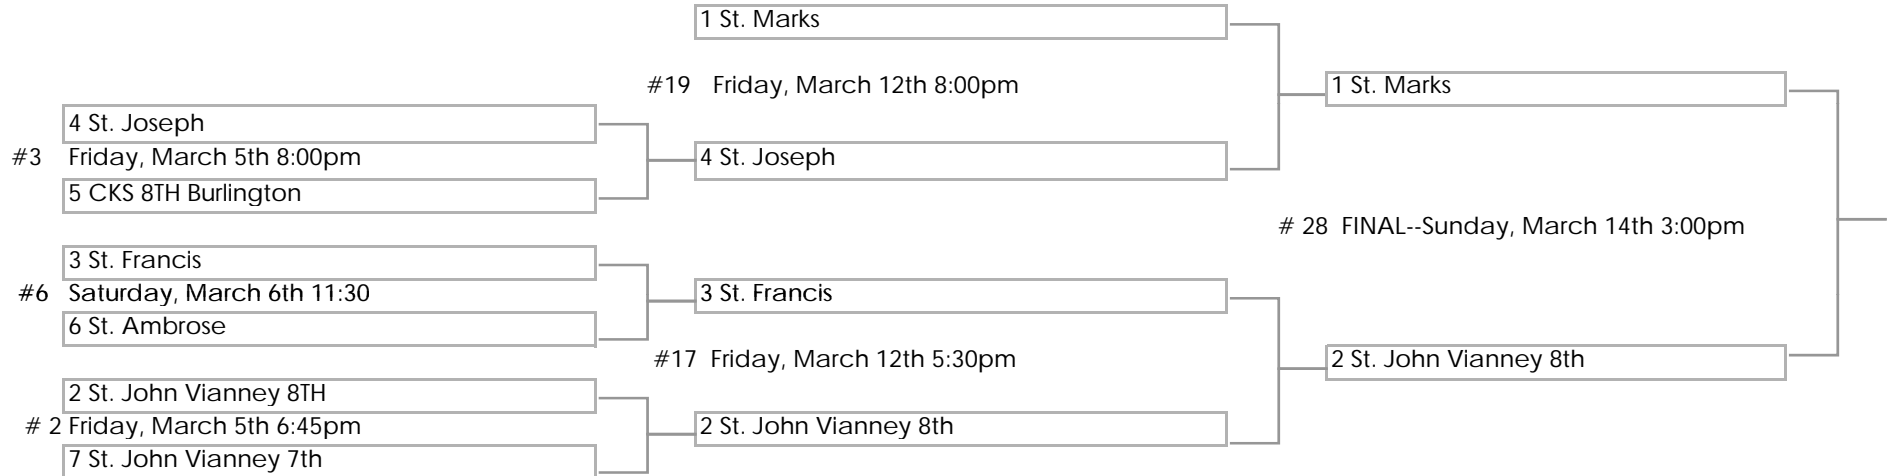 1 St. Marks
#19 Friday, March 12th 8:00pm
1 St. Marks
4 St. Joseph
#3 Friday, March 5th 8:00pm
4 St. Joseph
5 CKS 8TH Burlington
# 28 FINAL--Sunday, March 14th 3:00pm
3 St. Francis
#6 Saturday, March 6th 11:30
3 St. Francis
6 St. Ambrose
#17 Friday, March 12th 5:30pm
2 St. John Vianney 8th
2 St. John Vianney 8TH
# 2 Friday, March 5th 6:45pm
2 St. John Vianney 8th
7 St. John Vianney 7th